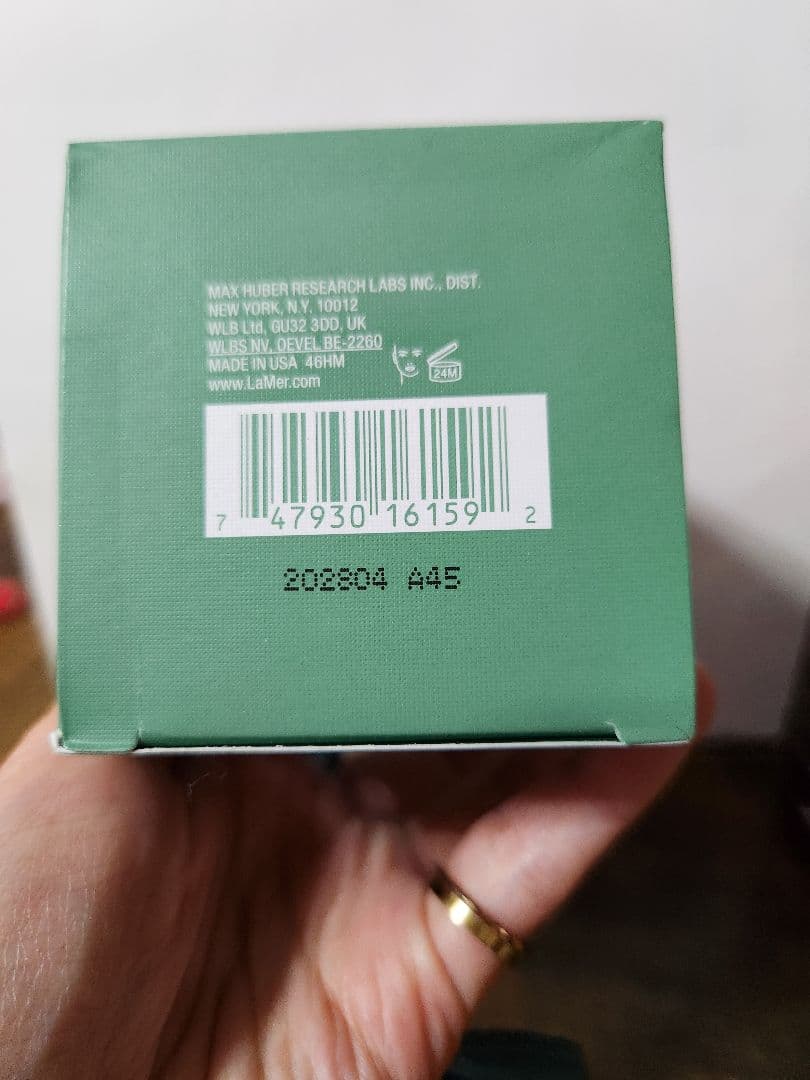 MAX HUBER RESEARCH LABS INC., DIST.
NEW YORK, N.Y. 10012
WLB Ltd, GU32 3DD, UK
WLBS NV, OEVEL BE-2260
MADE IN USA 46HM
www.LaMer.com
24M
7 47930 16159 2
202804 A45